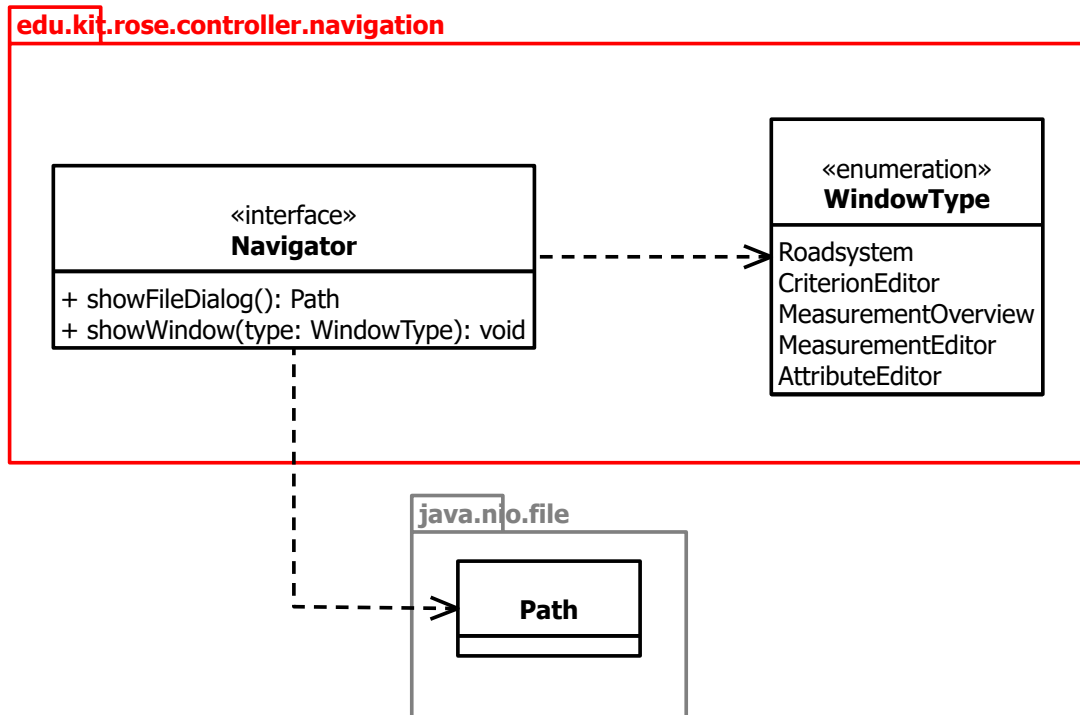 edu.kit.rose.controller.navigation
«interface»
Navigator
+ showFileDialog(): Path
+ showWindow(type: WindowType): void
«enumeration»
WindowType
Roadsystem
CriterionEditor
MeasurementOverview
MeasurementEditor
AttributeEditor
java.nio.file
Path